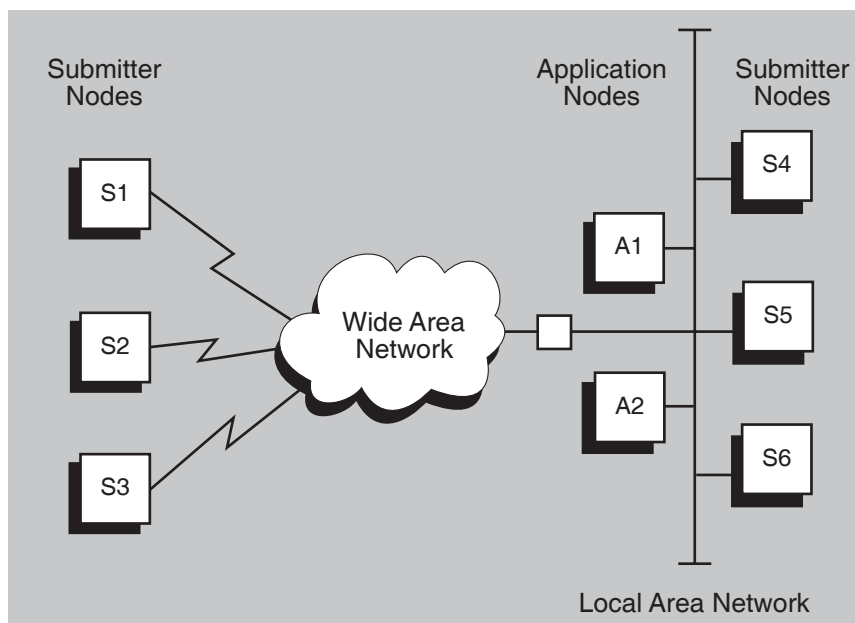 Submitter
Nodes
Application
Nodes
Submitter
Nodes
S1
S2
S3
Wide Area
Network
A1
A2
S4
S5
S6
Local Area Network